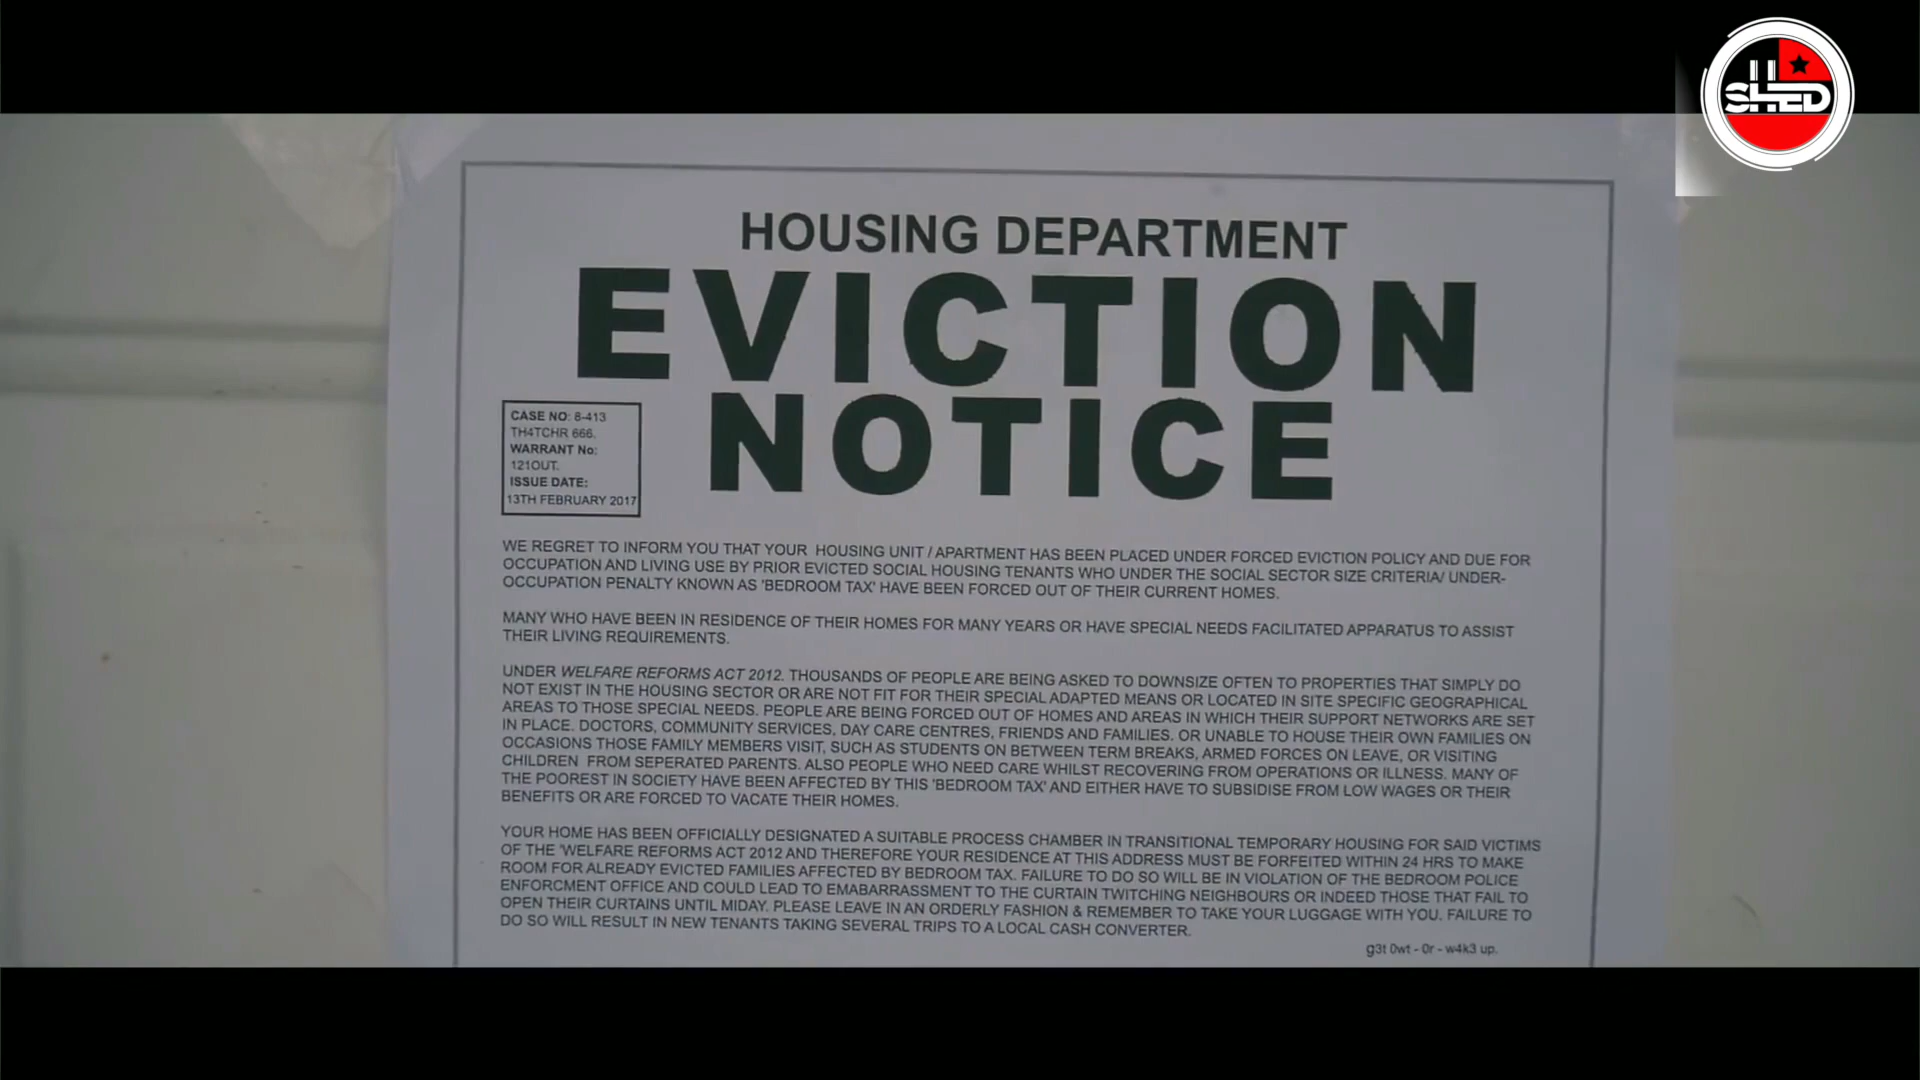 SHED
HOUSING DEPARTMENT
EVICTION
NOTICE
CASE NO: 8-413
TH4TCHR 666.
WARRANT No:
121OUT.
ISSUE DATE:
13TH FEBRUARY 2017
WE REGRET TO INFORM YOU THAT YOUR HOUSING UNIT / APARTMENT HAS BEEN PLACED UNDER FORCED EVICTION POLICY AND DUE FOR
OCCUPATION AND LIVING USE BY PRIOR EVICTED SOCIAL HOUSING TENANTS WHO UNDER THE SOCIAL SECTOR SIZE CRITERIA/ UNDER-
OCCUPATION PENALTY KNOWN AS 'BEDROOM TAX' HAVE BEEN FORCED OUT OF THEIR CURRENT HOMES.
MANY WHO HAVE BEEN IN RESIDENCE OF THEIR HOMES FOR MANY YEARS OR HAVE SPECIAL NEEDS FACILITATED APPARATUS TO ASSIST
THEIR LIVING REQUIREMENTS.
UNDER WELFARE REFORMS ACT 2012. THOUSANDS OF PEOPLE ARE BEING ASKED TO DOWNSIZE OFTEN TO PROPERTIES THAT SIMPLY DO
NOT EXIST IN THE HOUSING SECTOR OR ARE NOT FIT FOR THEIR SPECIAL ADAPTED MEANS OR LOCATED IN SITE SPECIFIC GEOGRAPHICAL
AREAS TO THOSE SPECIAL NEEDS. PEOPLE ARE BEING FORCED OUT OF HOMES AND AREAS IN WHICH THEIR SUPPORT NETWORKS ARE SET
IN PLACE. DOCTORS, COMMUNITY SERVICES, DAY CARE CENTRES, FRIENDS AND FAMILIES. OR UNABLE TO HOUSE THEIR OWN FAMILIES ON
OCCASIONS THOSE FAMILY MEMBERS VISIT, SUCH AS STUDENTS ON BETWEEN TERM BREAKS, ARMED FORCES ON LEAVE, OR VISITING
CHILDREN FROM SEPERATED PARENTS. ALSO PEOPLE WHO NEED CARE WHILST RECOVERING FROM OPERATIONS OR ILLNESS. MANY OF
THE POOREST IN SOCIETY HAVE BEEN AFFECTED BY THIS 'BEDROOM TAX' AND EITHER HAVE TO SUBSIDISE FROM LOW WAGES OR THEIR
BENEFITS OR ARE FORCED TO VACATE THEIR HOMES.
YOUR HOME HAS BEEN OFFICIALLY DESIGNATED A SUITABLE PROCESS CHAMBER IN TRANSITIONAL TEMPORARY HOUSING FOR SAID VICTIMS
OF THE 'WELFARE REFORMS ACT 2012 AND THEREFORE YOUR RESIDENCE AT THIS ADDRESS MUST BE FORFEITED WITHIN 24 HRS TO MAKE
ROOM FOR ALREADY EVICTED FAMILIES AFFECTED BY BEDROOM TAX. FAILURE TO DO SO WILL BE IN VIOLATION OF THE BEDROOM POLICE
ENFORCMENT OFFICE AND COULD LEAD TO EMABARRASSMENT TO THE CURTAIN TWITCHING NEIGHBOURS OR INDEED THOSE THAT FAIL TO
OPEN THEIR CURTAINS UNTIL MIDAY. PLEASE LEAVE IN AN ORDERLY FASHION & REMEMBER TO TAKE YOUR LUGGAGE WITH YOU. FAILURE TO
DO SO WILL RESULT IN NEW TENANTS TAKING SEVERAL TRIPS TO A LOCAL CASH CONVERTER.
g3t 0wt - 0r - w4k3 up.